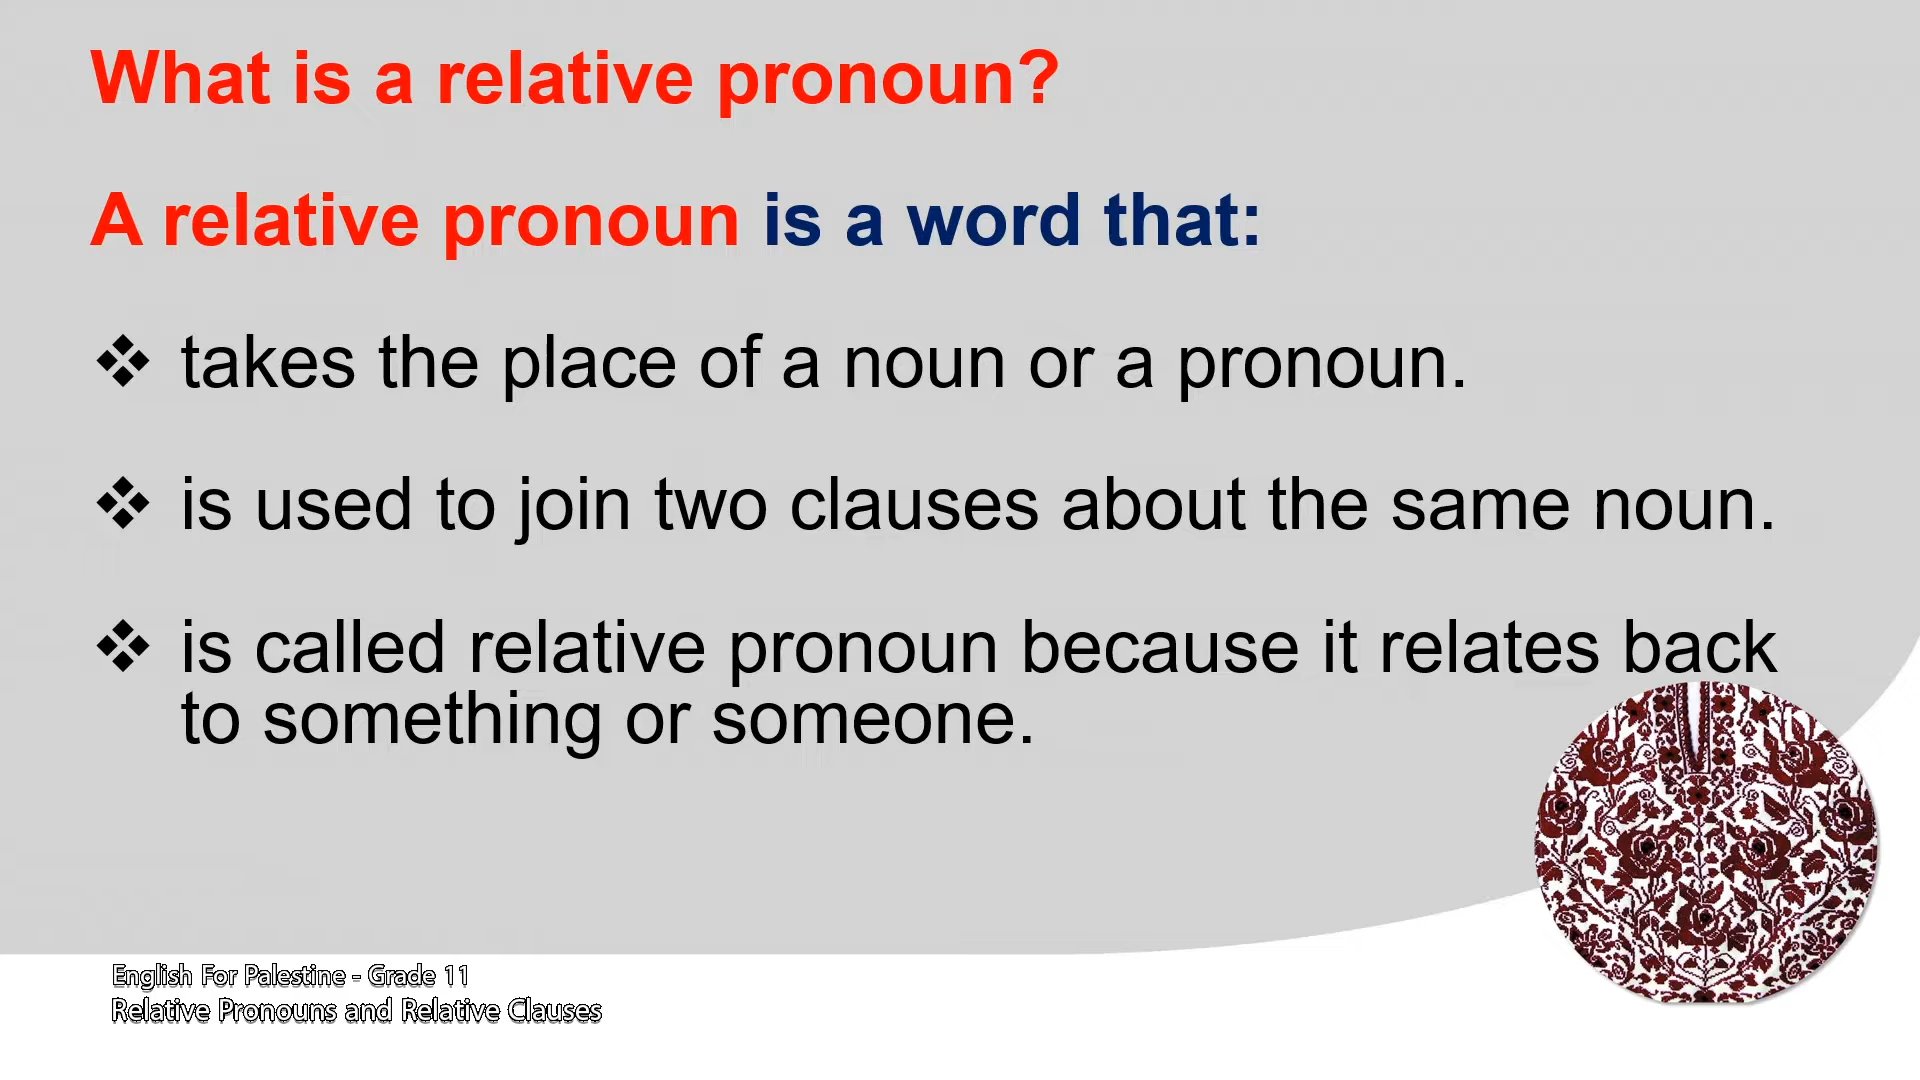 What is a relative pronoun?
A relative pronoun is a word that:
❖ takes the place of a noun or a pronoun.
❖ is used to join two clauses about the same noun.
❖ is called relative pronoun because it relates back
to something or someone.
English For Palestine - Grade 11
Relative Pronouns and Relative Clauses